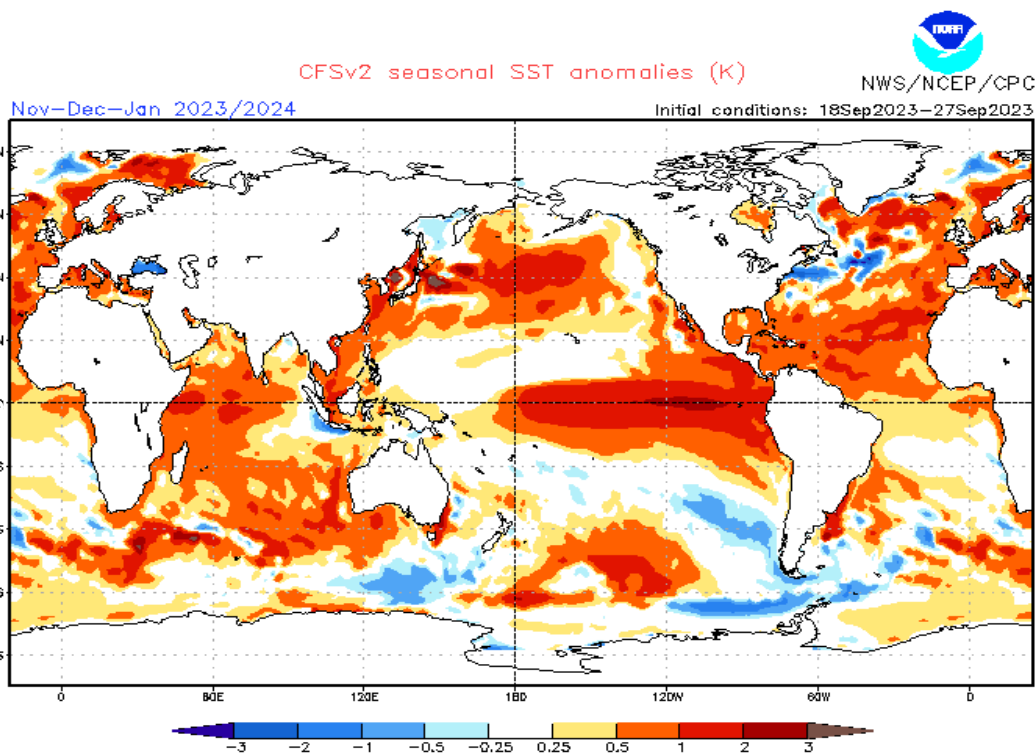 NOAA
CFSv2 seasonal SST anomalies (K)
NWS/NCEP/CPC
Nov-Dec-Jan 2023/2024
Initial conditions: 18Sep2023-27Sep2023
N
N
N
N
S
S
S
S
0
60E
120E
180
120W
60W
0
-3 -2 -1 -0.5 -0.25 0.25 0.5 1 2 3